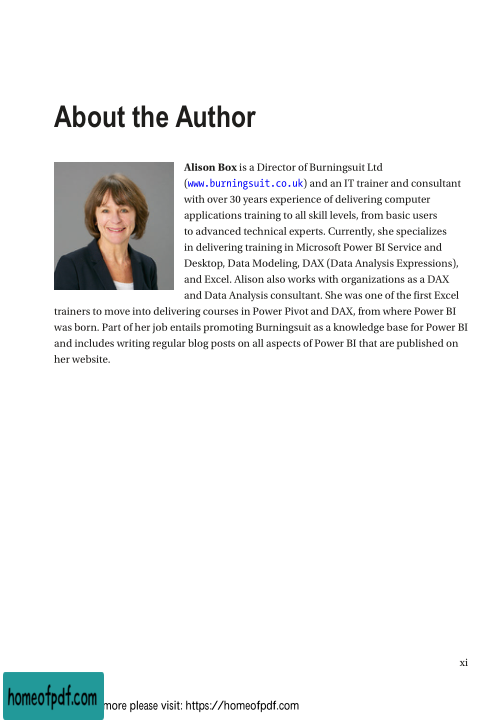 About the Author
Alison Box is a Director of Burningsuit Ltd
(www.burningsuit.co.uk) and an IT trainer and consultant
with over 30 years experience of delivering computer
applications training to all skill levels, from basic users
to advanced technical experts. Currently, she specializes
in delivering training in Microsoft Power BI Service and
Desktop, Data Modeling, DAX (Data Analysis Expressions),
and Excel. Alison also works with organizations as a DAX
and Data Analysis consultant. She was one of the first Excel
trainers to move into delivering courses in Power Pivot and DAX, from where Power BI
was born. Part of her job entails promoting Burningsuit as a knowledge base for Power BI
and includes writing regular blog posts on all aspects of Power BI that are published on
her website.
xi
homeofpdf.com
more please visit: https://homeofpdf.com